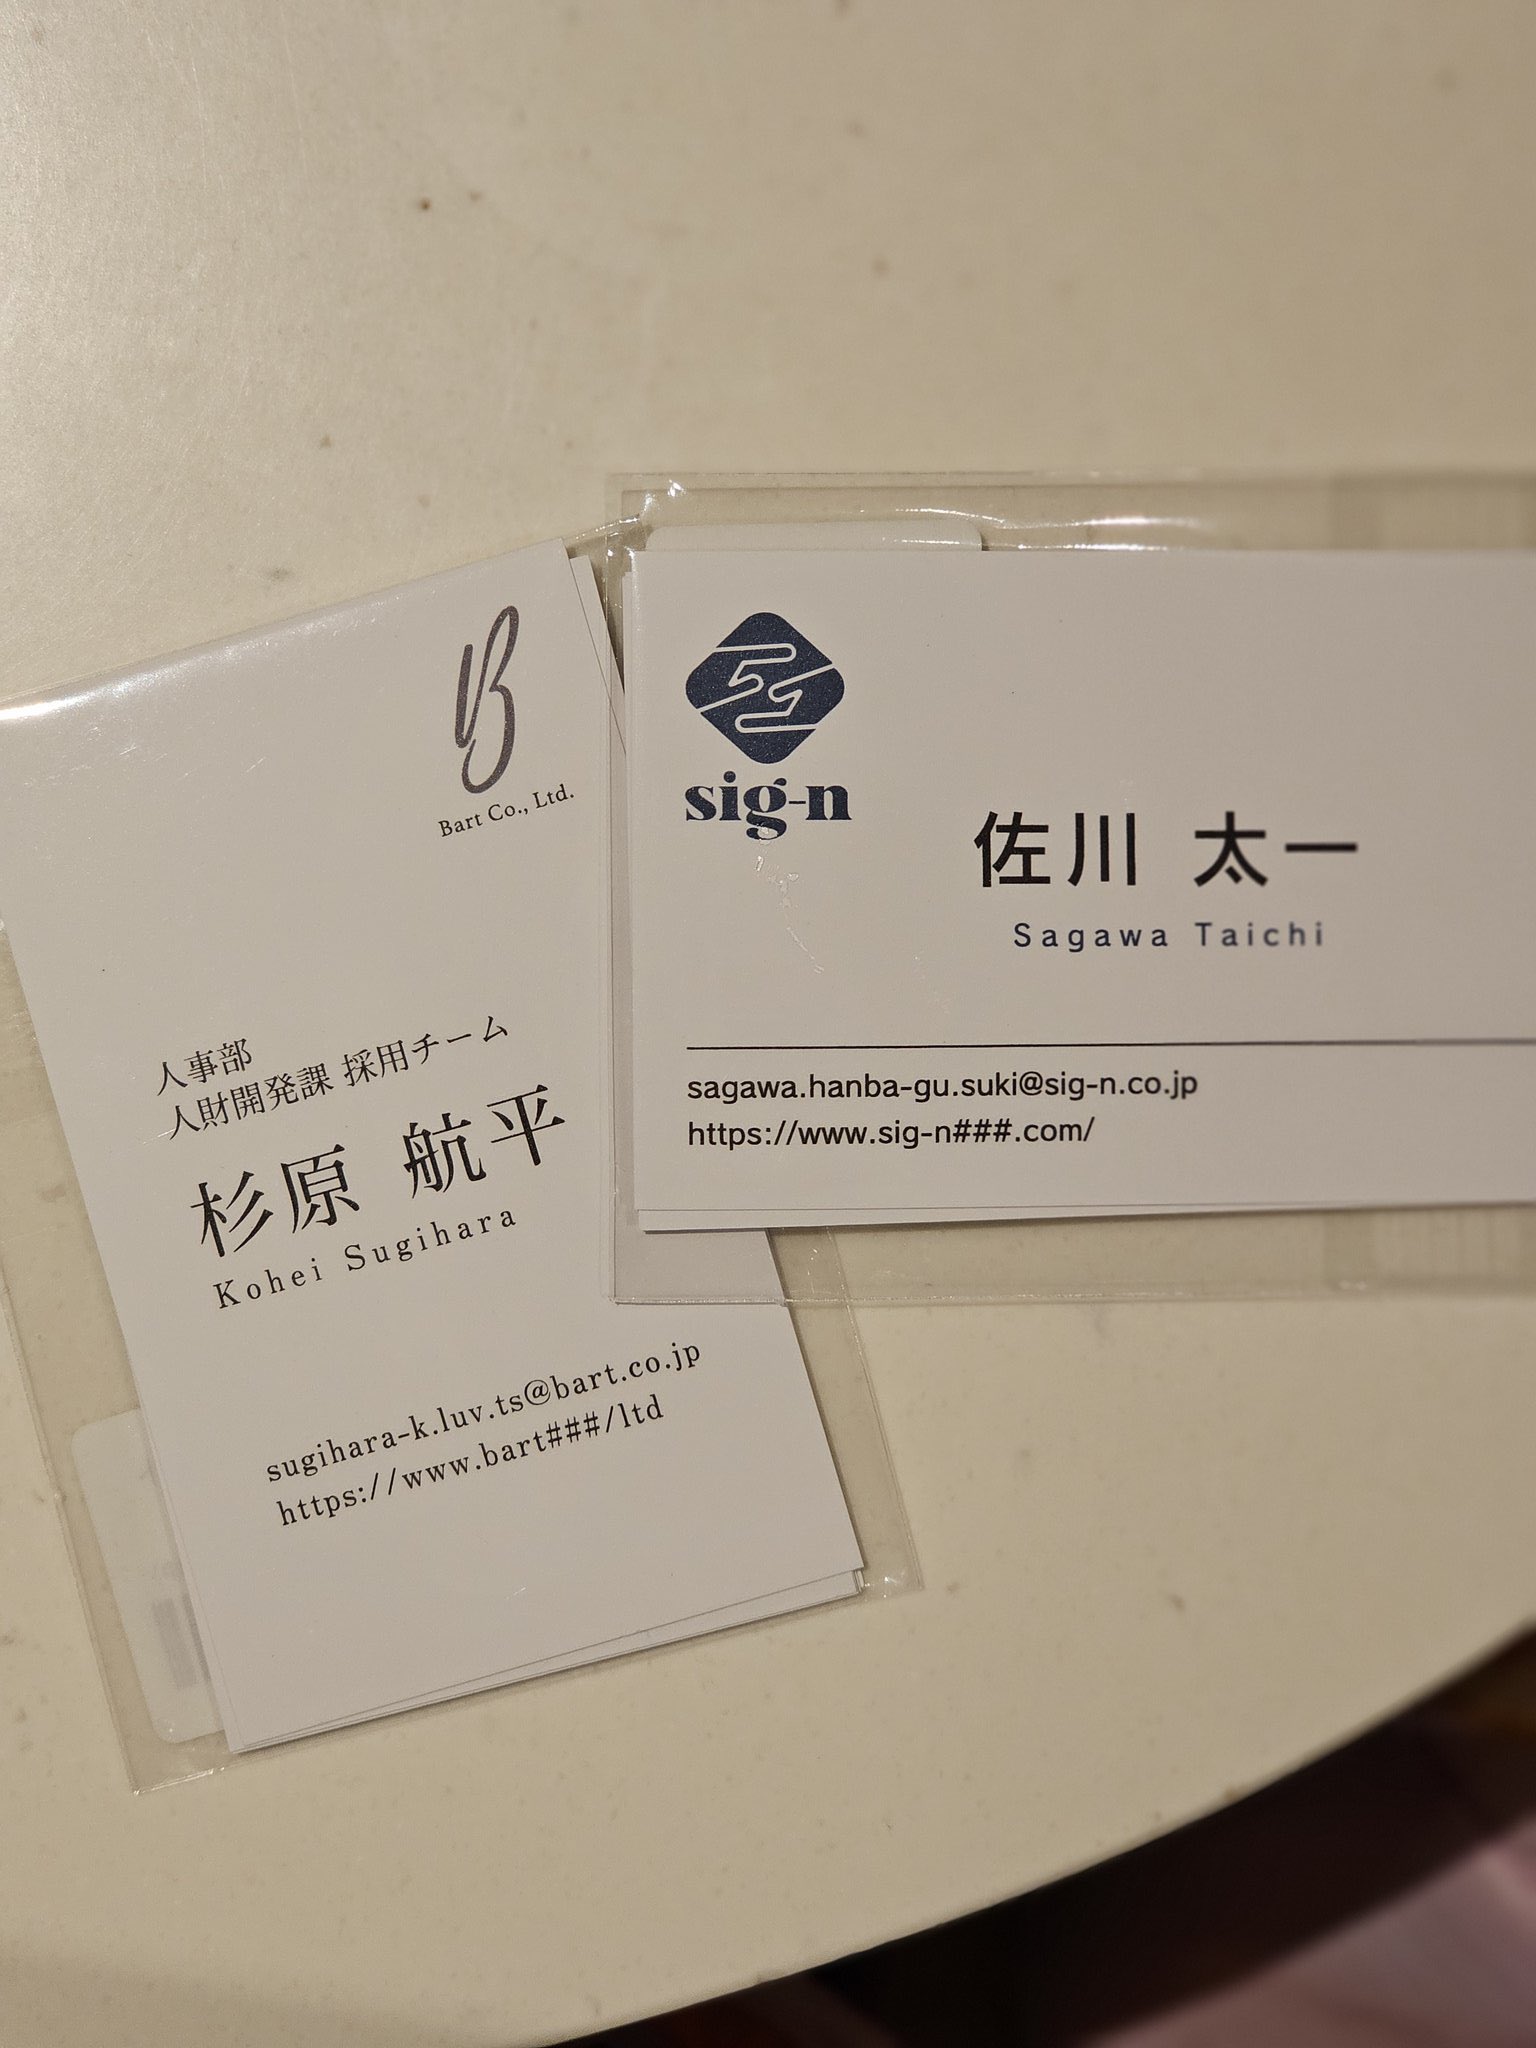 B
Bart Co., Ltd.
人事部
人財開発課 採用チーム
杉原 航平
Kohei Sugihara
sugihara-k.luv.ts@bart.co.jp
https://www.bart###/ltd
sig-n
佐川 太一
Sagawa Taichi
sagawa.hanba-gu.suki@sig-n.co.jp
https://www.sig-n###.com/